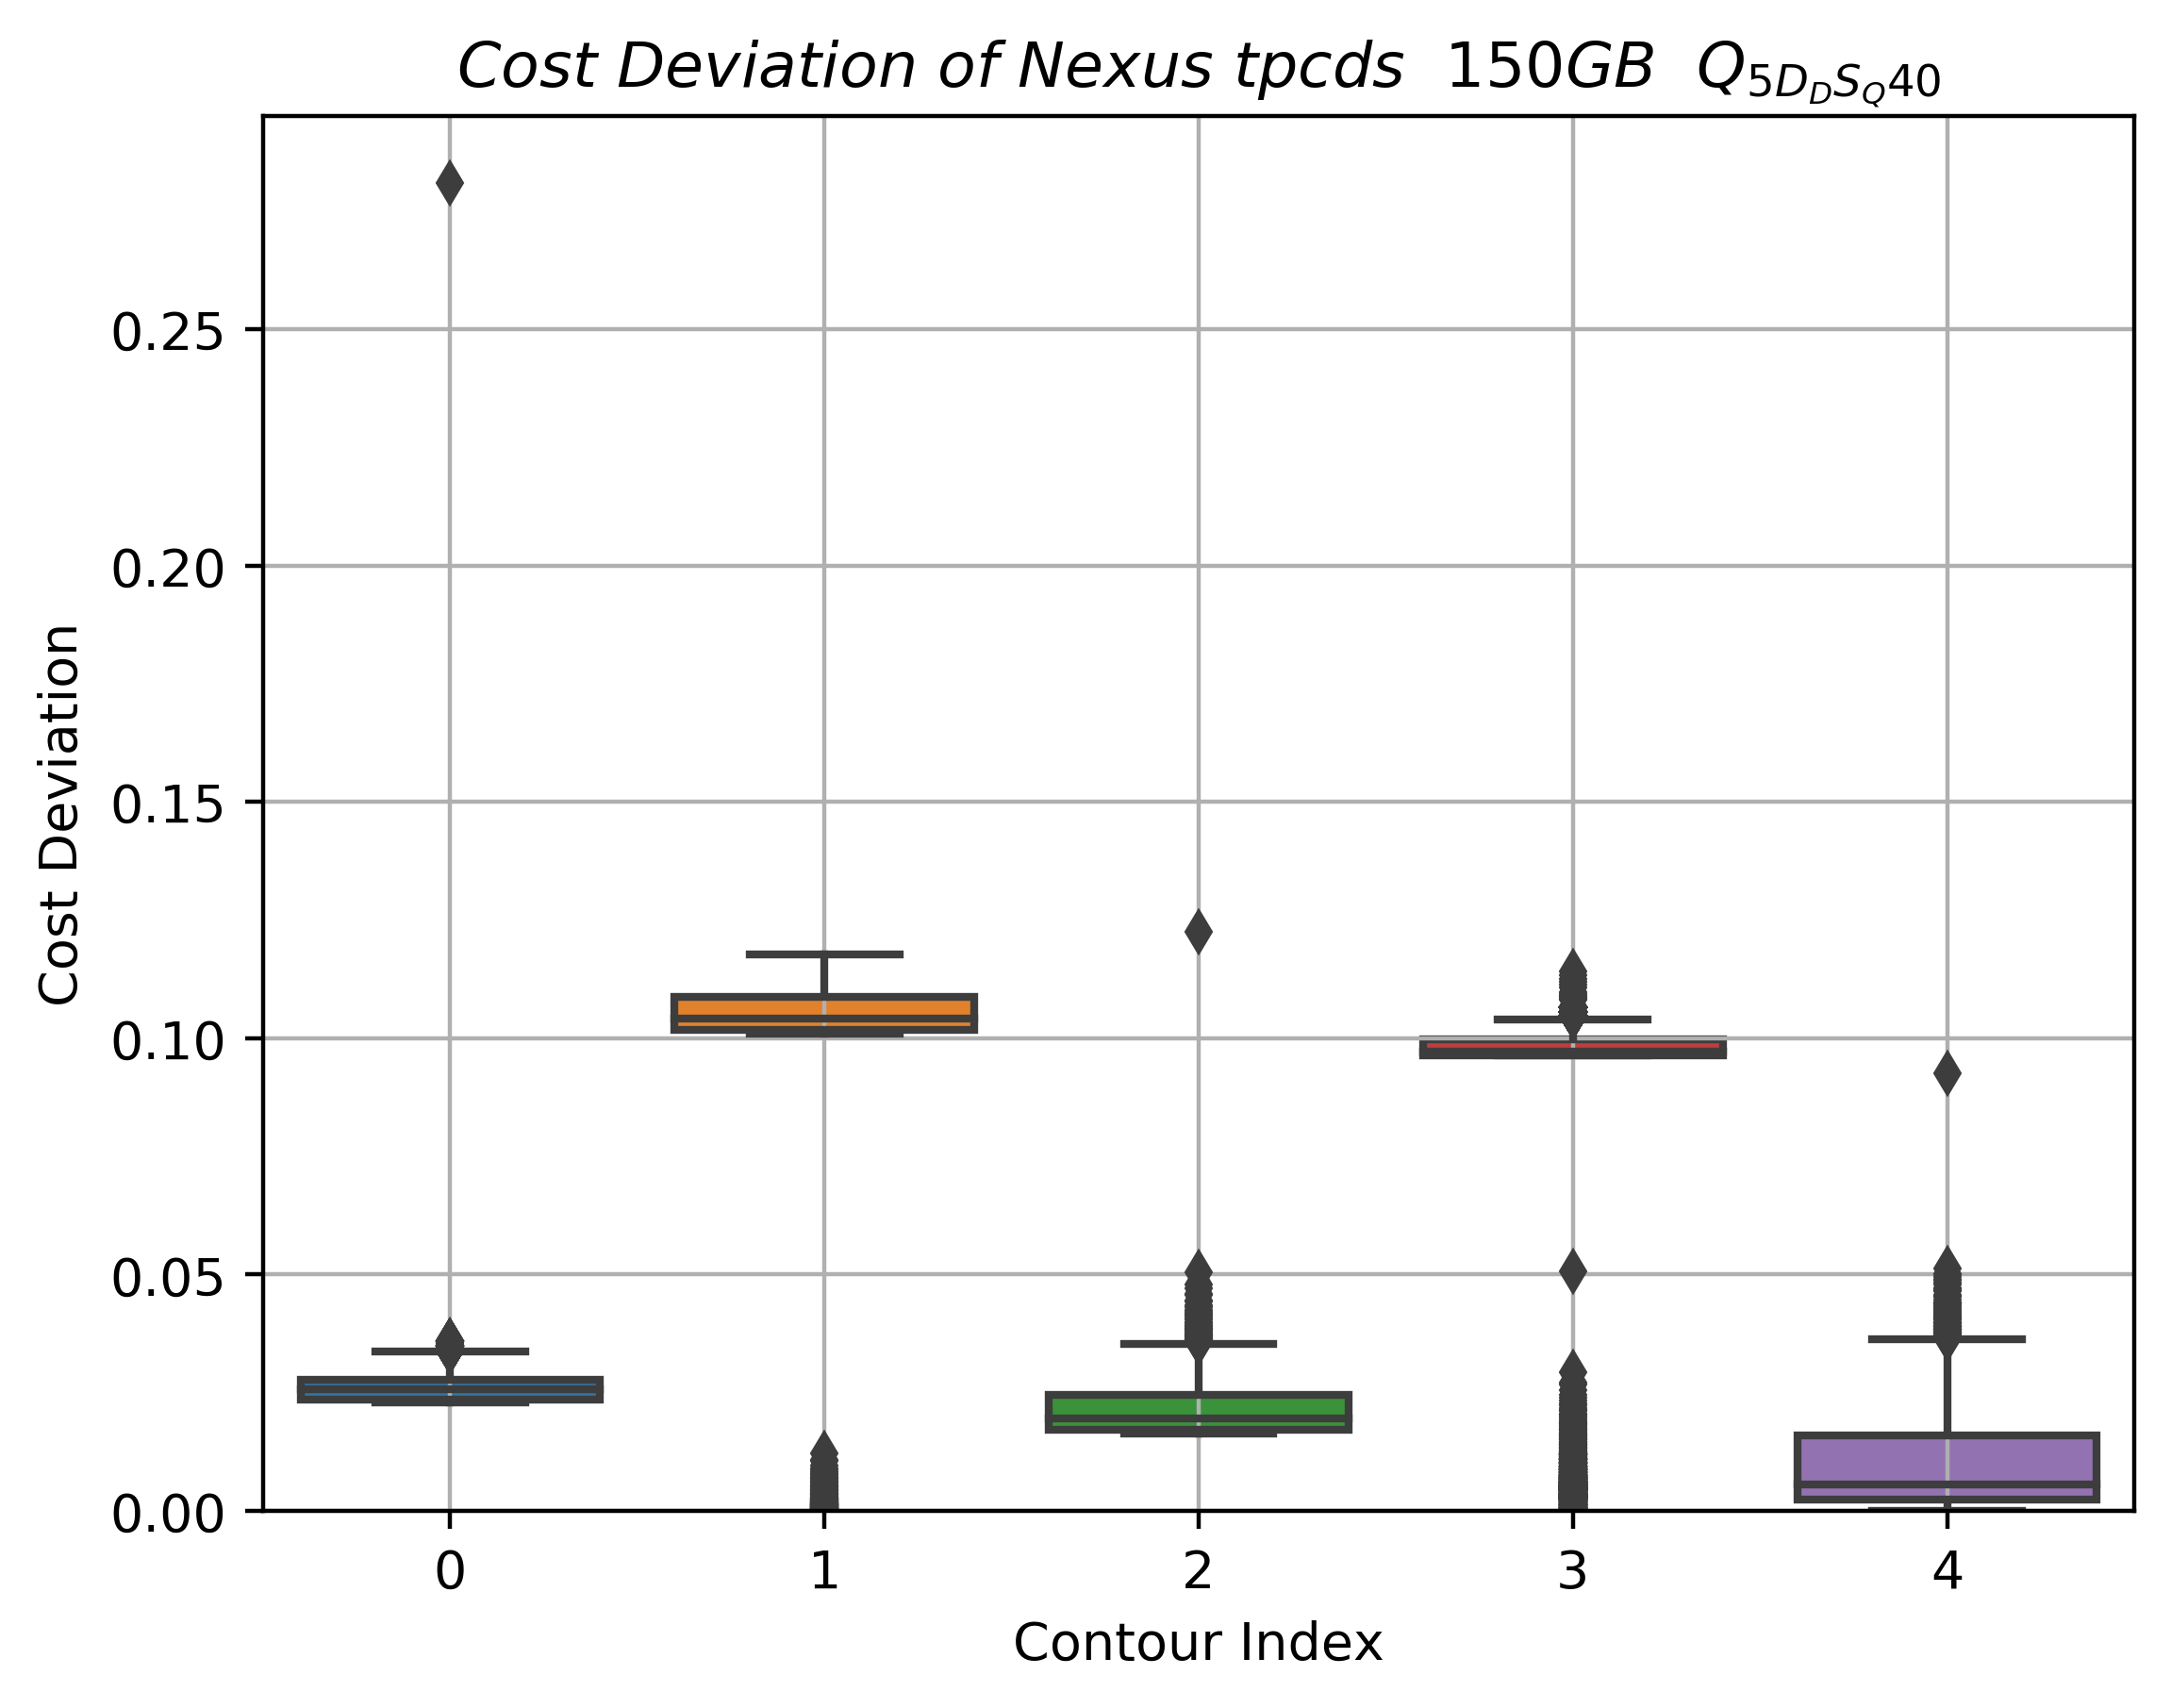 Cost Deviation of Nexus tpcds 150GB Q5DDSQ40
0.25
0.20
0.15
0.10
0.05
0.00
Cost Deviation
0 1 2 3 4
Contour Index